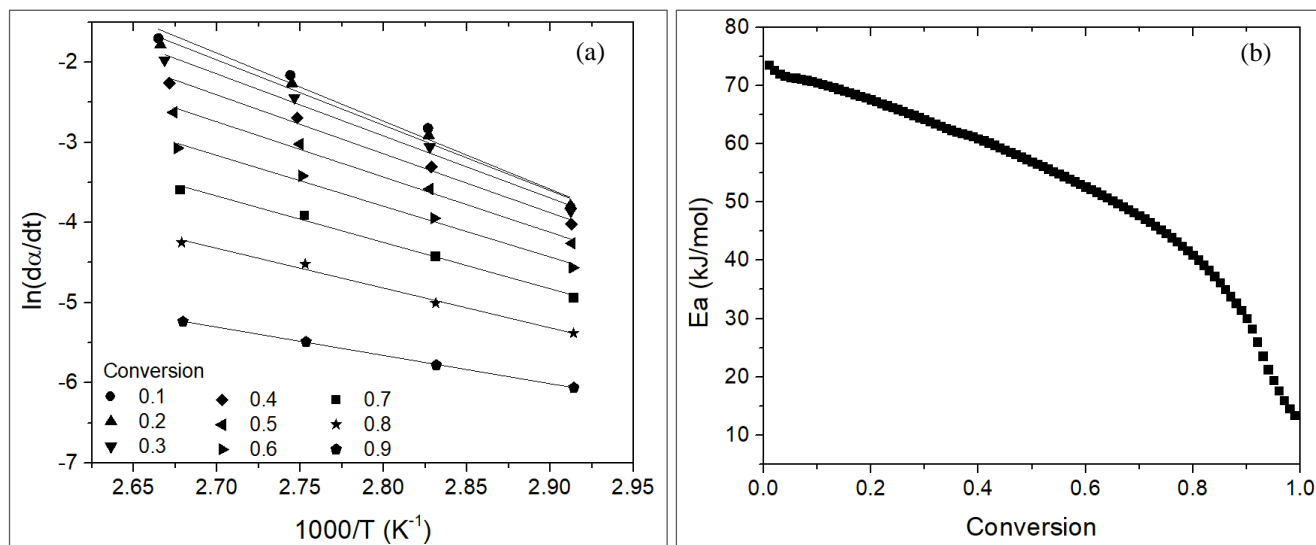 (a)
ln(dα/dt)
-2
-3
-4
-5
-6
-7
Conversion
0.1 0.4 0.7
0.2 0.5 0.8
0.3 0.6 0.9
2.65 2.70 2.75 2.80 2.85 2.90 2.95
1000/T (K⁻¹)
(b)
Ea (kJ/mol)
80
70
60
50
40
30
20
10
0.0 0.2 0.4 0.6 0.8 1.0
Conversion